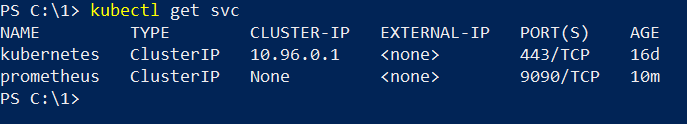 PS C:\1> kubectl get svc
NAME         TYPE        CLUSTER-IP   EXTERNAL-IP   PORT(S)    AGE
kubernetes   ClusterIP   10.96.0.1    <none>        443/TCP    16d
prometheus   ClusterIP   None         <none>        9090/TCP   10m
PS C:\1>